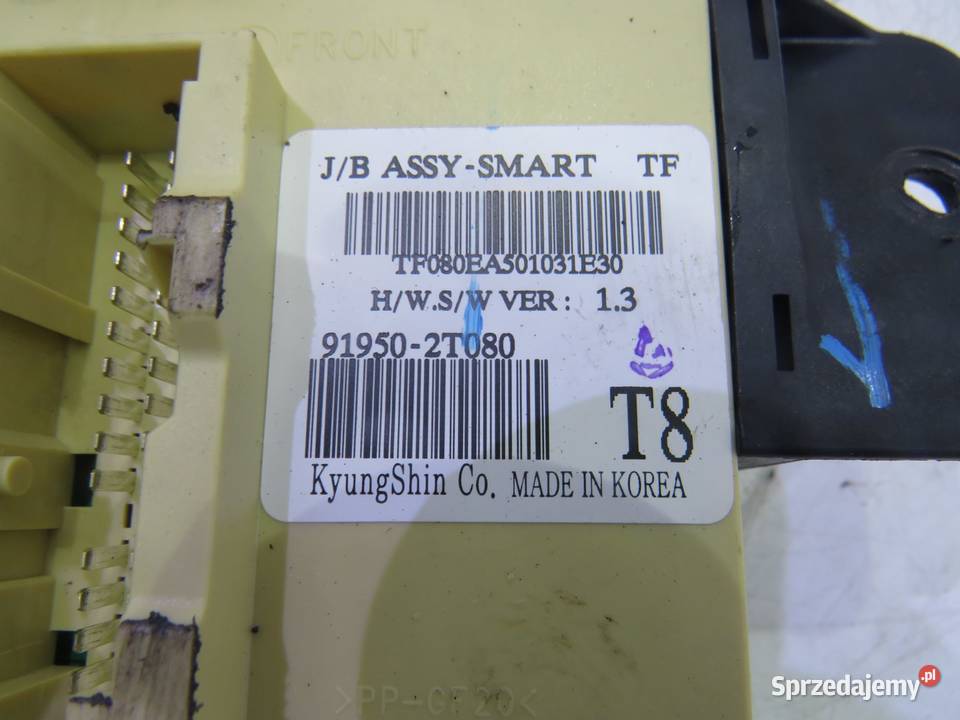 FRONT
J/B ASSY-SMART TF
TF080EA501031E30
H/W.S/W VER : 1.3
91950-2T080
T8
KyungShin Co. MADE IN KOREA
Sprzedajemy.pl